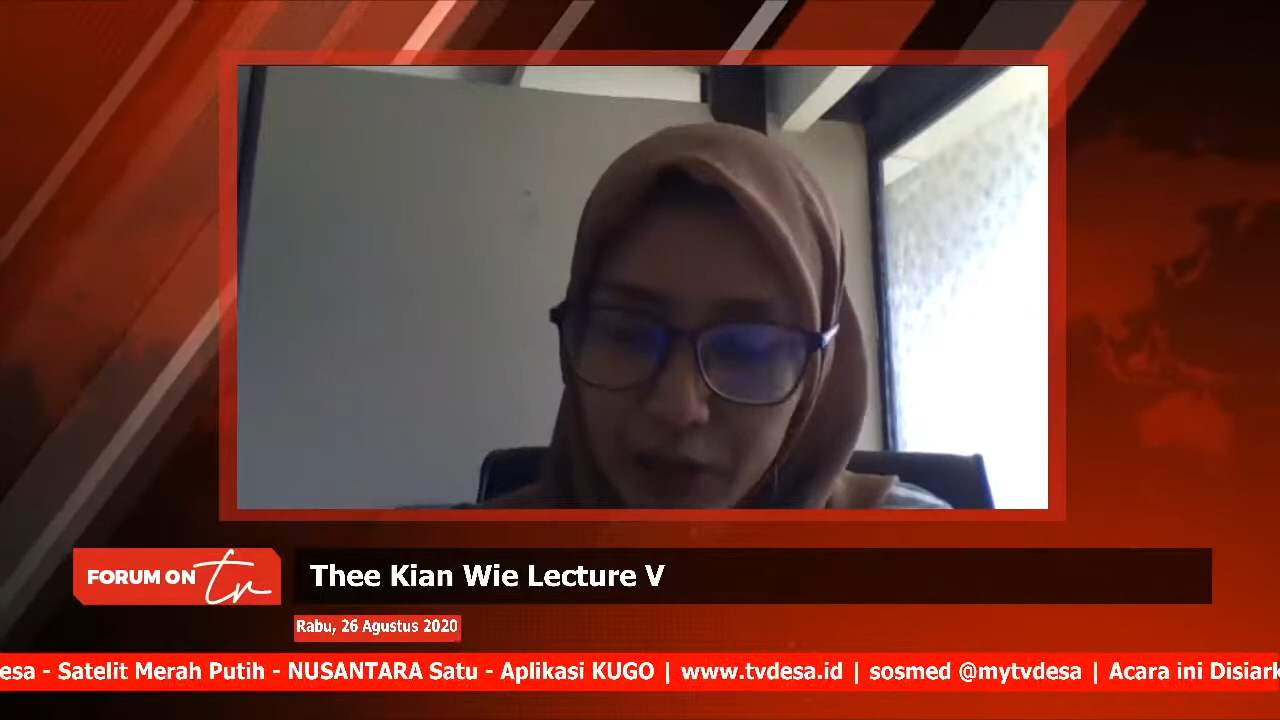 FORUM ON tv
Thee Kian Wie Lecture V
Rabu, 26 Agustus 2020
esa - Satelit Merah Putih - NUSANTARA Satu - Aplikasi KUGO | www.tvdesa.id | sosmed @mytvdesa | Acara ini Disiark